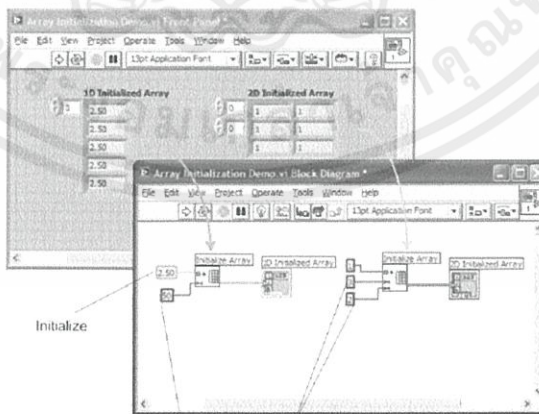 Array Initialization Demo.vi Front Panel *
File Edit View Project Operate Tools Window Help
13pt Application Font
1D Initialized Array
2D Initialized Array
2.50
0
1 1
2.50
0
1 1
2.50
1 1
2.50
2.50
Array Initialization Demo.vi Block Diagram *
File Edit View Project Operate Tools Window Help
13pt Application Font
Initialize Array
1D Initialized Array
Initialize Array
2D Initialized Array
2.50
Initialize